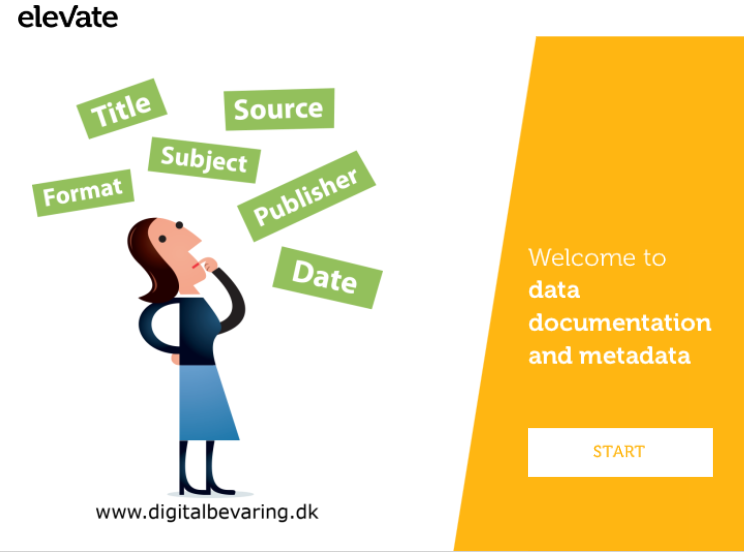 elevate
Title
Source
Subject
Format
Publisher
Date
www.digitalbevaring.dk
Welcome to
data
documentation
and metadata
START